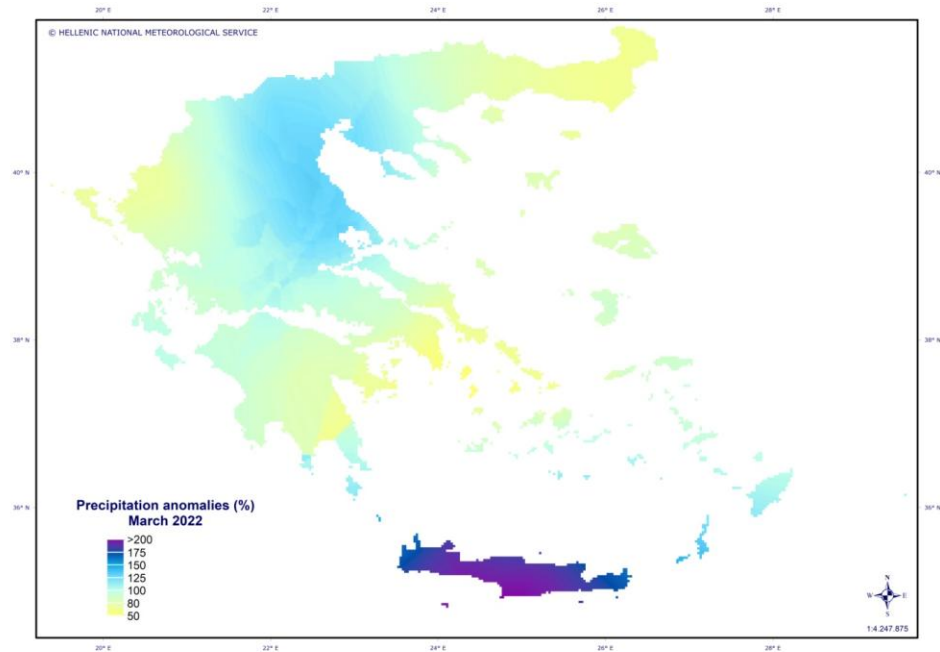 20° E 22° E 24° E 26° E 28° E
© HELLENIC NATIONAL METEOROLOGICAL SERVICE
40° N 40° N
38° N 38° N
36° N 36° N
Precipitation anomalies (%)
March 2022
>200
175
150
125
100
80
50
N
W E
S
1:4.247.875
20° E 22° E 24° E 26° E 28° E